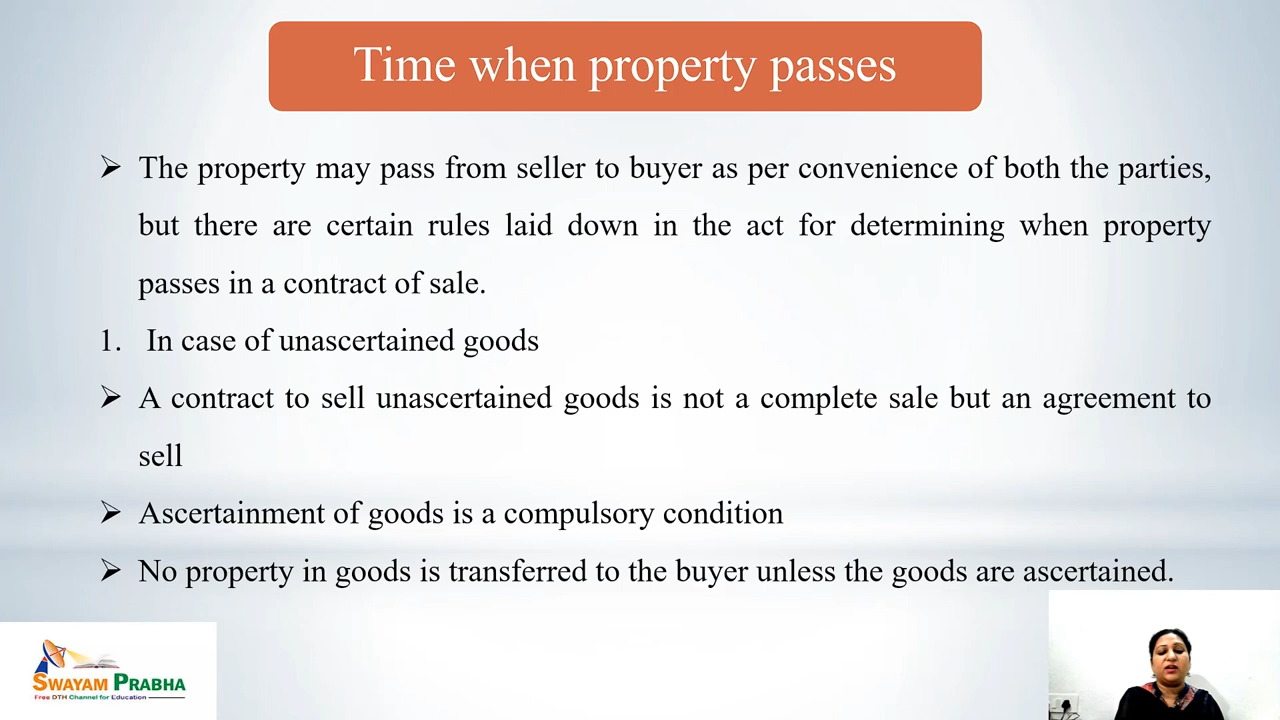 Time when property passes
➢ The property may pass from seller to buyer as per convenience of both the parties,
but there are certain rules laid down in the act for determining when property
passes in a contract of sale.
1. In case of unascertained goods
➢ A contract to sell unascertained goods is not a complete sale but an agreement to
sell
➢ Ascertainment of goods is a compulsory condition
➢ No property in goods is transferred to the buyer unless the goods are ascertained.
SWAYAM PRABHA
Free DTH Channel for Education